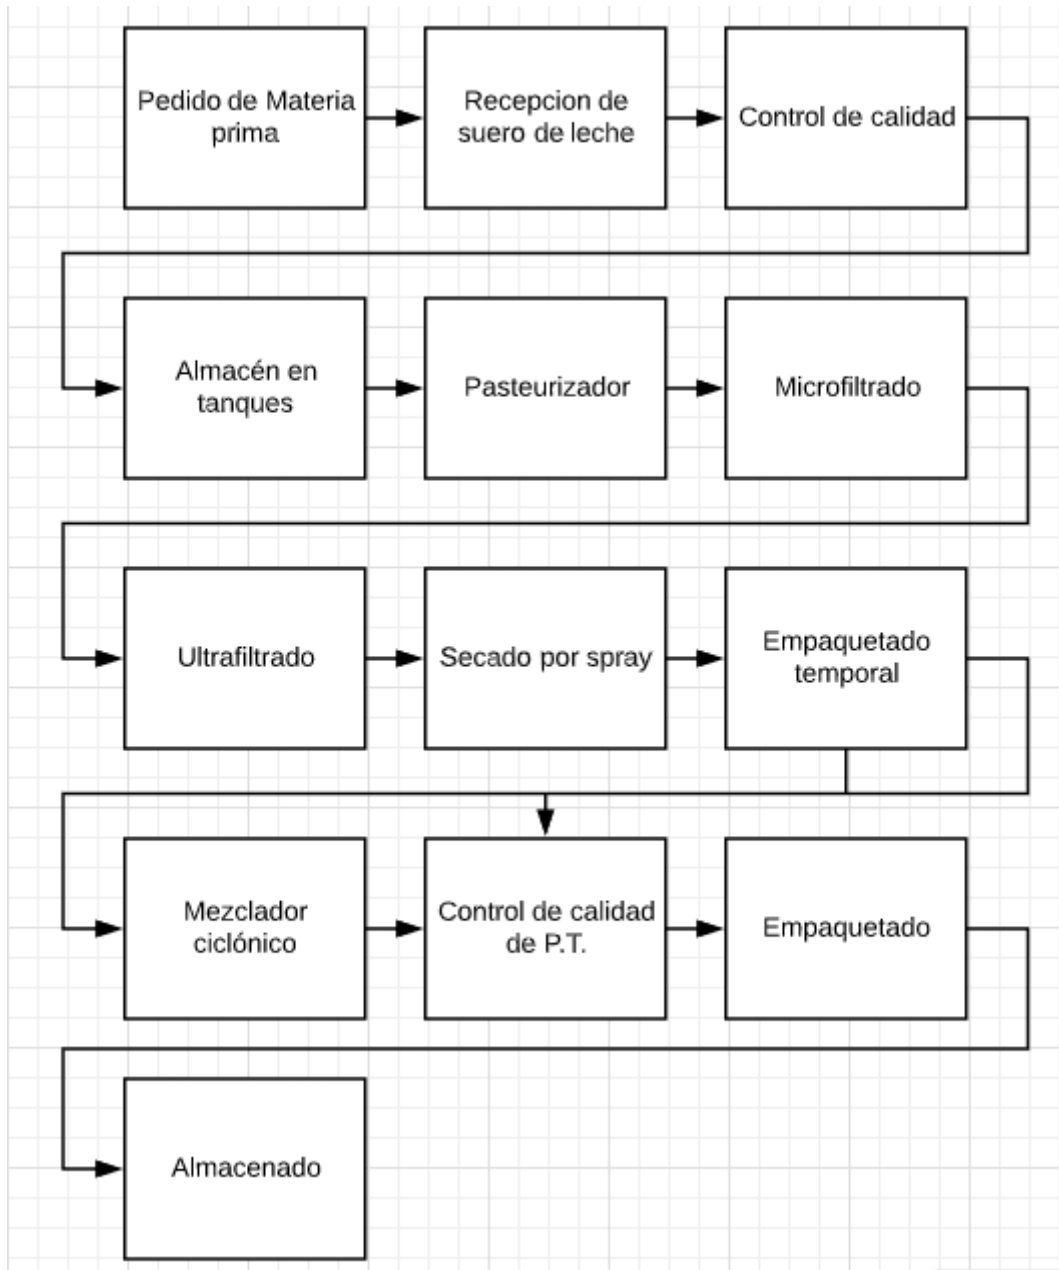 Pedido de Materia
prima
Recepcion de
suero de leche
Control de calidad
Almacén en
tanques
Pasteurizador
Microfiltrado
Ultrafiltrado
Secado por spray
Empaquetado
temporal
Mezclador
ciclónico
Control de calidad
de P.T.
Empaquetado
Almacenado